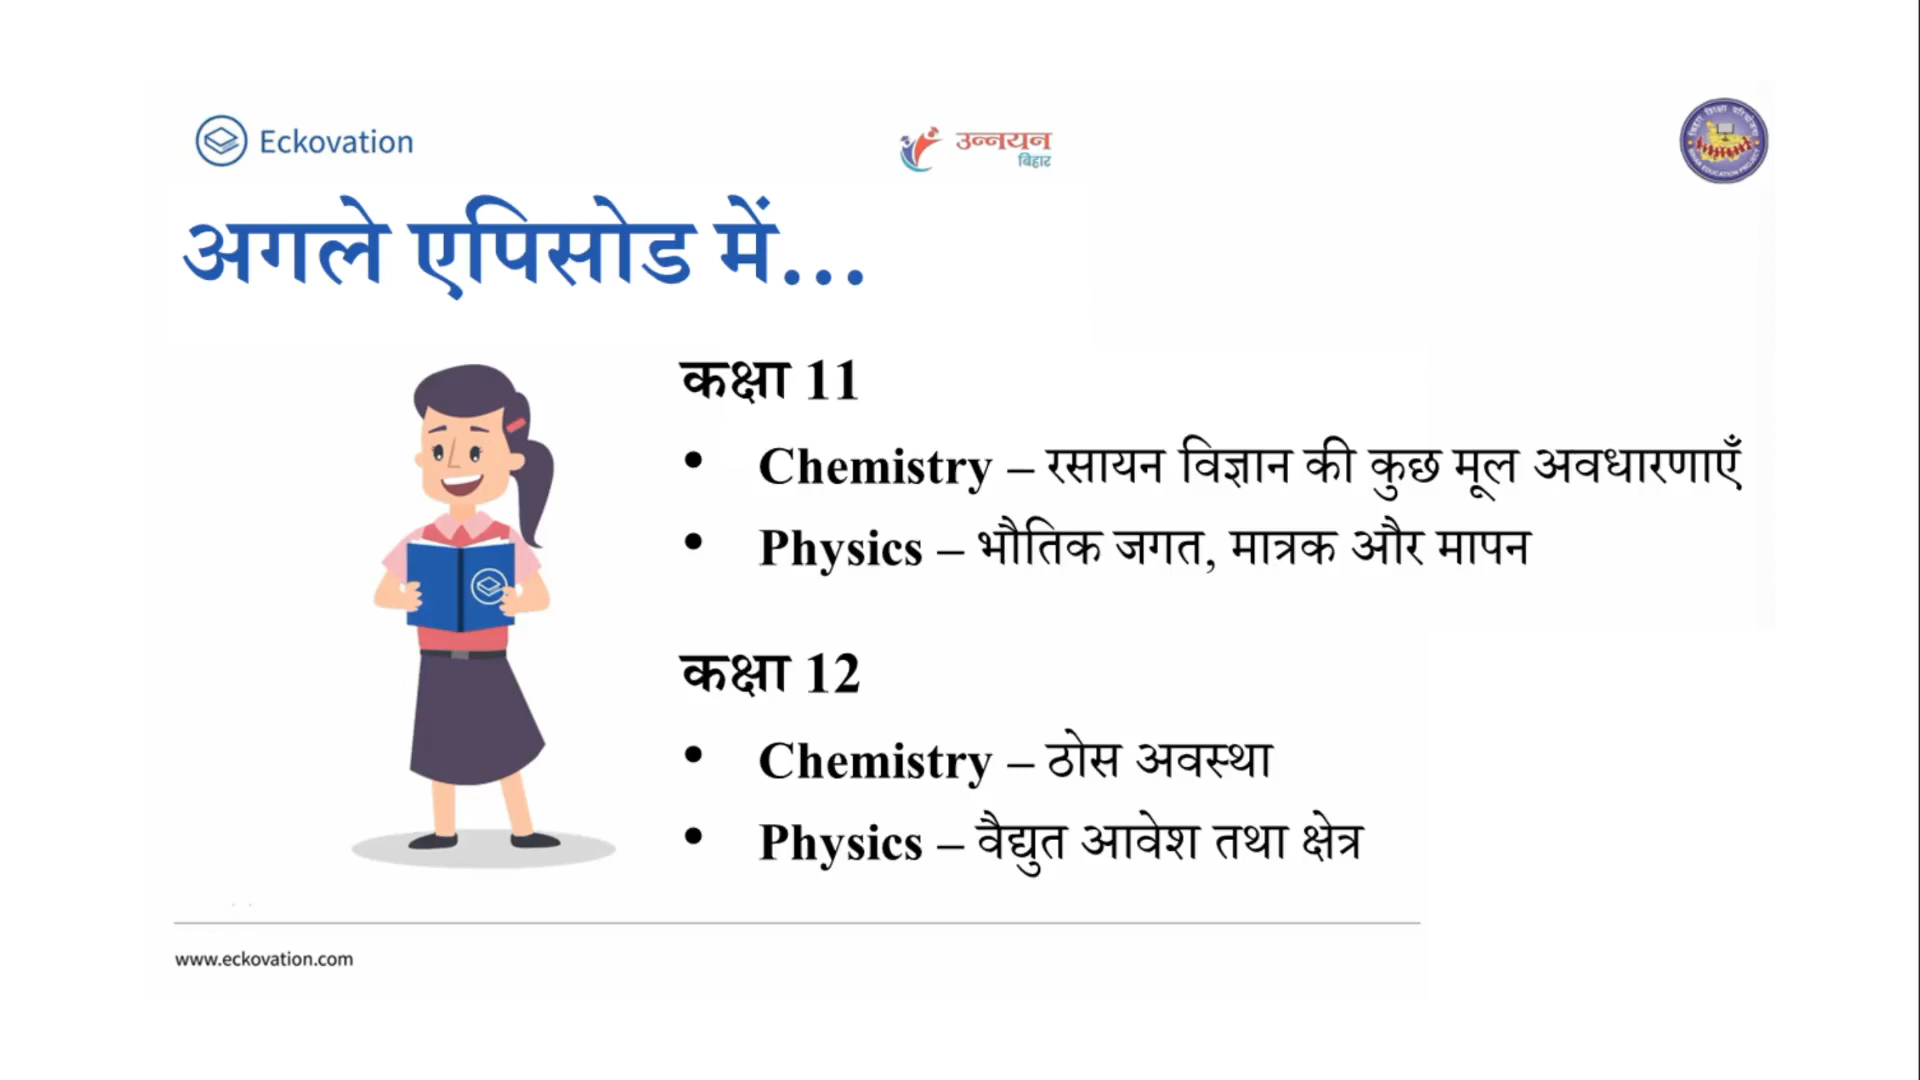 Eckovation
उन्नयन
बिहार
अगले एपिसोड में...
कक्षा 11
• Chemistry – रसायन विज्ञान की कुछ मूल अवधारणाएँ
• Physics – भौतिक जगत, मात्रक और मापन
कक्षा 12
• Chemistry – ठोस अवस्था
• Physics – वैद्युत आवेश तथा क्षेत्र
www.eckovation.com